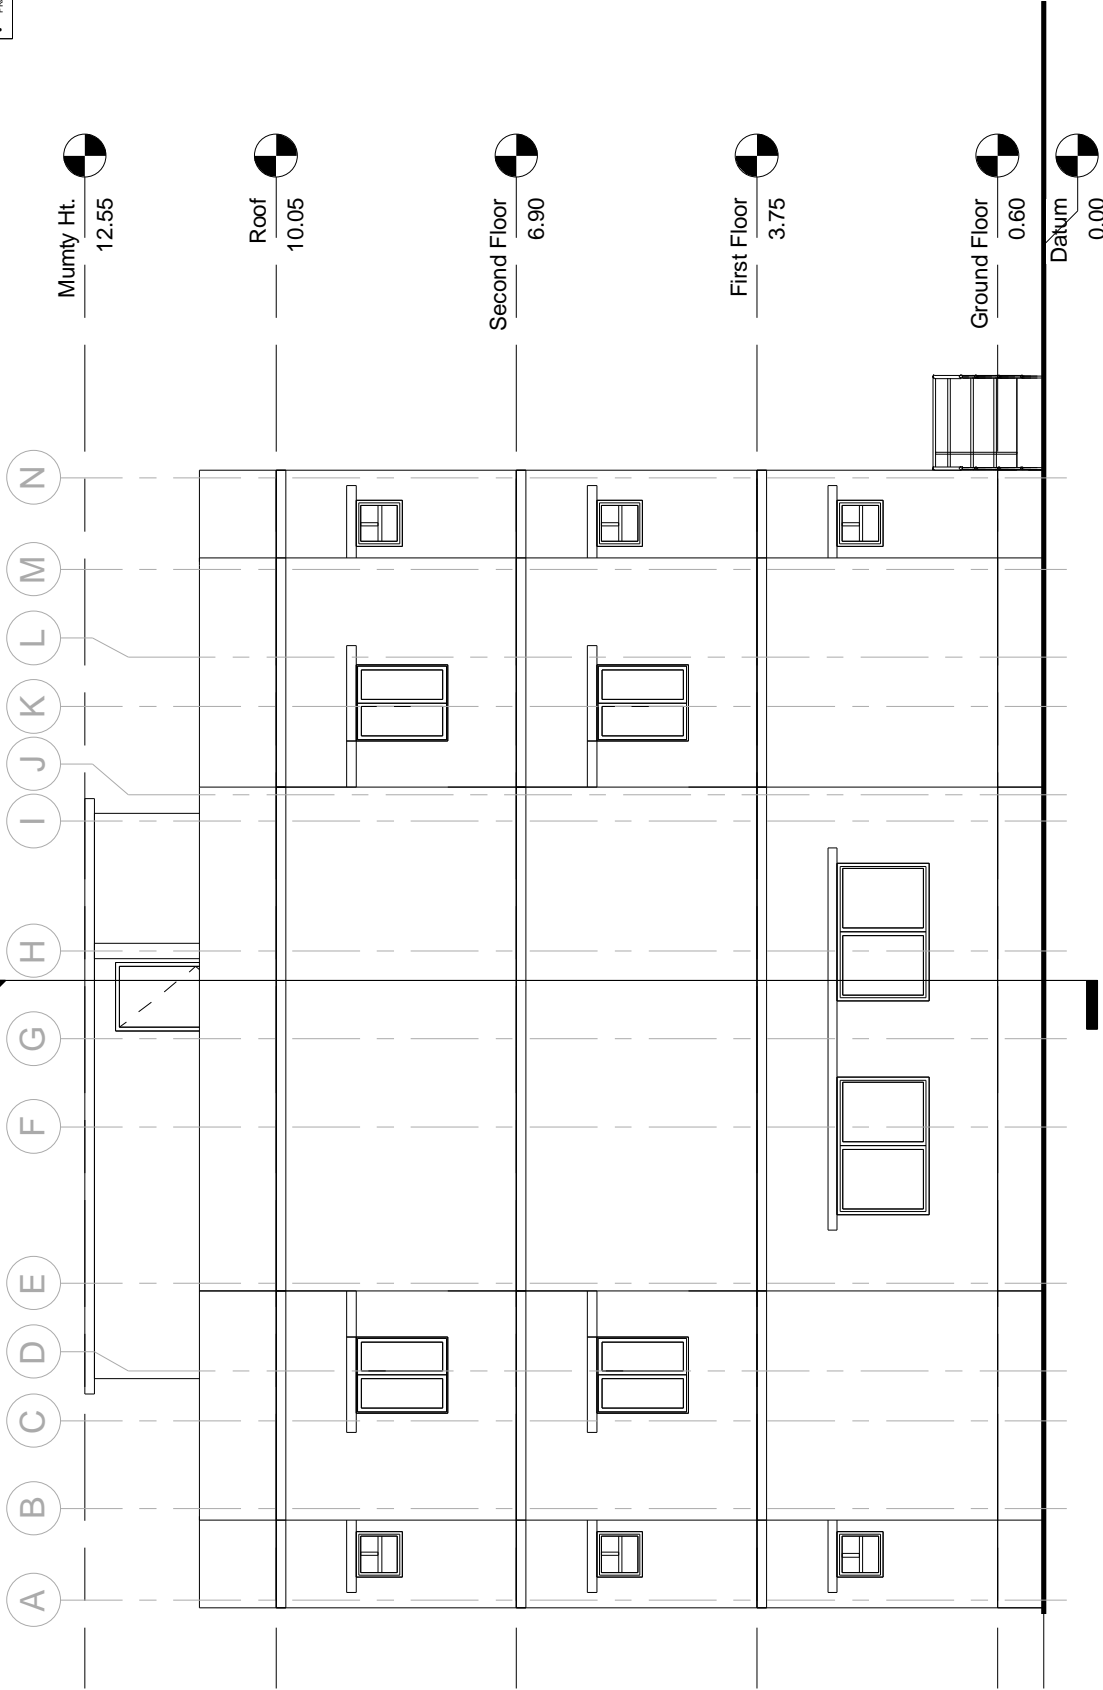 Mumty Ht.
12.55
Roof
10.05
Second Floor
6.90
First Floor
3.75
Ground Floor
0.60
Datum
0.00
A
B
C
D
E
F
G
H
I
J
K
L
M
N